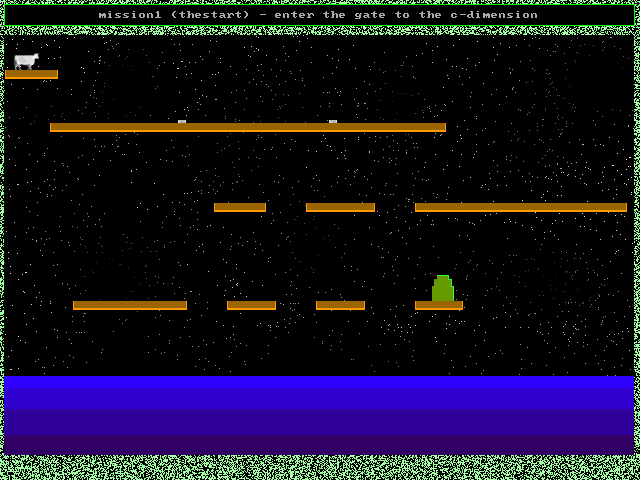 mission1 (thestart) - enter the gate to the c-dimension